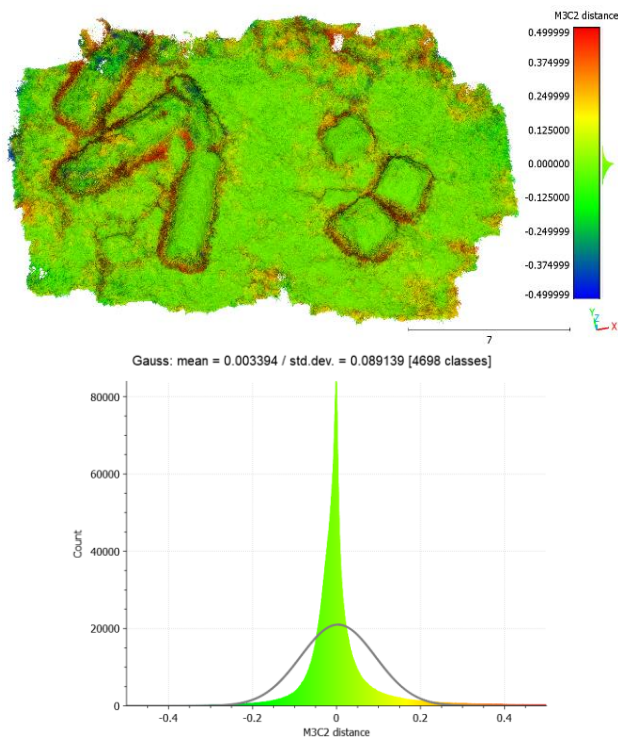 M3C2 distance
0.499999
0.374999
0.249999
0.125000
0.000000
-0.125000
-0.249999
-0.374999
-0.499999
Y
Z
X
7
Gauss: mean = 0.003394 / std.dev. = 0.089139 [4698 classes]
80000
60000
40000
20000
0
Count
-0.4
-0.2
0
0.2
0.4
M3C2 distance